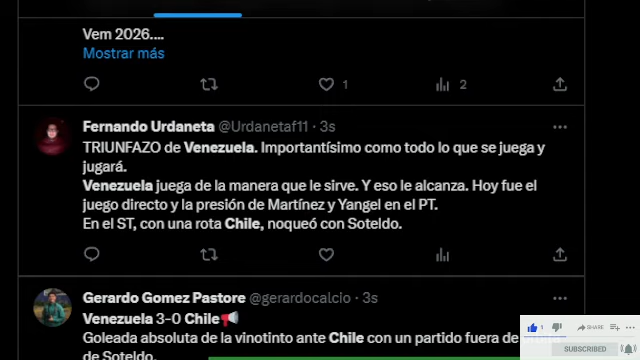 Vem 2026....
Mostrar más
1
2
Fernando Urdaneta @Urdanetaf11 · 3s
TRIUNFAZO de Venezuela. Importantísimo como todo lo que se juega y
jugará.
Venezuela juega de la manera que le sirve. Y eso le alcanza. Hoy fue el
juego directo y la presión de Martínez y Yangel en el PT.
En el ST, con una rota Chile, noqueó con Soteldo.
Gerardo Gomez Pastore @gerardocalcio · 3s
Venezuela 3-0 Chile
Goleada absoluta de la vinotinto ante Chile con un partido fuera de
de Soteldo.
1
SHARE
SUBSCRIBED